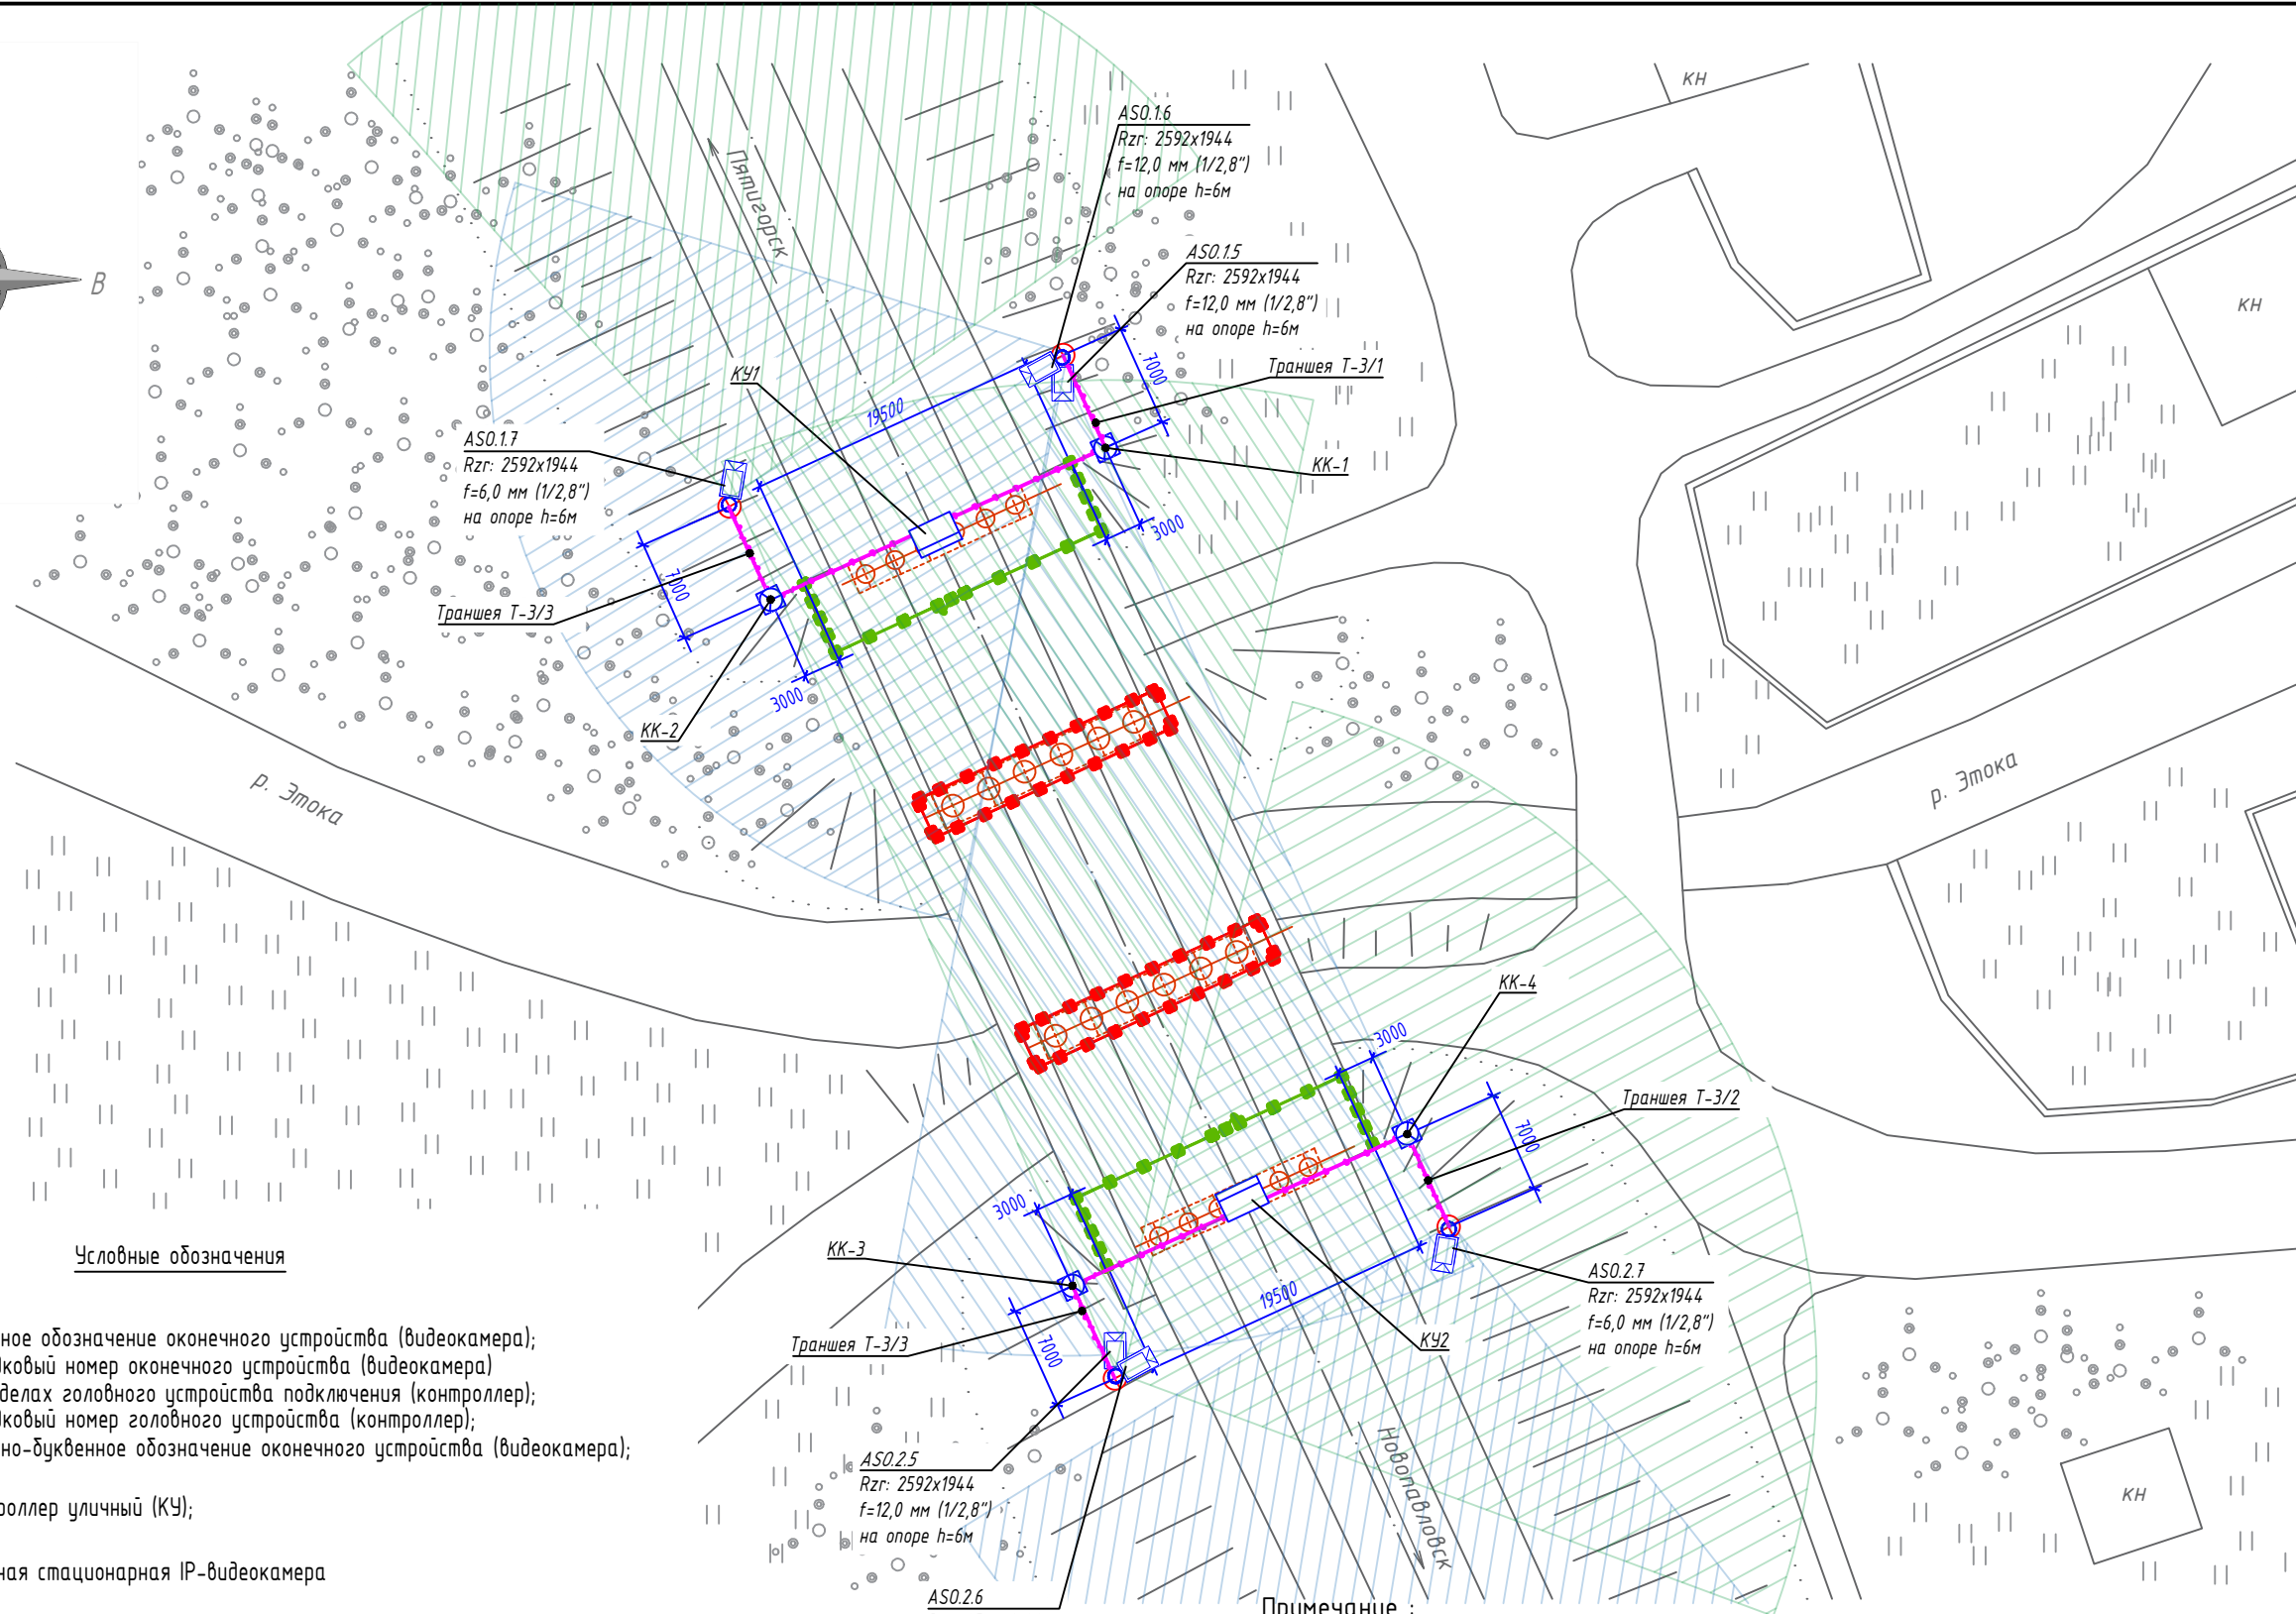 КН
ASO.1.6
Rzr: 2592x1944
f=12,0 мм (1/2,8")
на опоре h=6м
Пятигорск
ASO.1.5
Rzr: 2592x1944
f=12,0 мм (1/2,8")
на опоре h=6м
В
КН
7000
Траншея Т-3/1
КУ1
19500
ASO.1.7
Rzr: 2592x1944
f=6,0 мм (1/2,8")
на опоре h=6м
КК-1
3000
7000
Траншея Т-3/3
3000
КК-2
р. Этока
р. Этока
КК-4
3000
Траншея Т-3/2
7000
3000
КК-3
Условные обозначения
19500
ASO.2.7
Rzr: 2592x1944
f=6,0 мм (1/2,8")
на опоре h=6м
КУ2
Траншея Т-3/3
7000
ное обозначение оконечного устройства (видеокамера);
ковый номер оконечного устройства (видеокамера)
делах головного устройства подключения (контроллер);
ковый номер головного устройства (контроллер);
но-буквенное обозначение оконечного устройства (видеокамера);
ASO.2.5
Rzr: 2592x1944
f=12,0 мм (1/2,8")
на опоре h=6м
Новопавловск
КН
роллер уличный (КУ);
ная стационарная IP-видеокамера
ASO.2.6
Примечание :